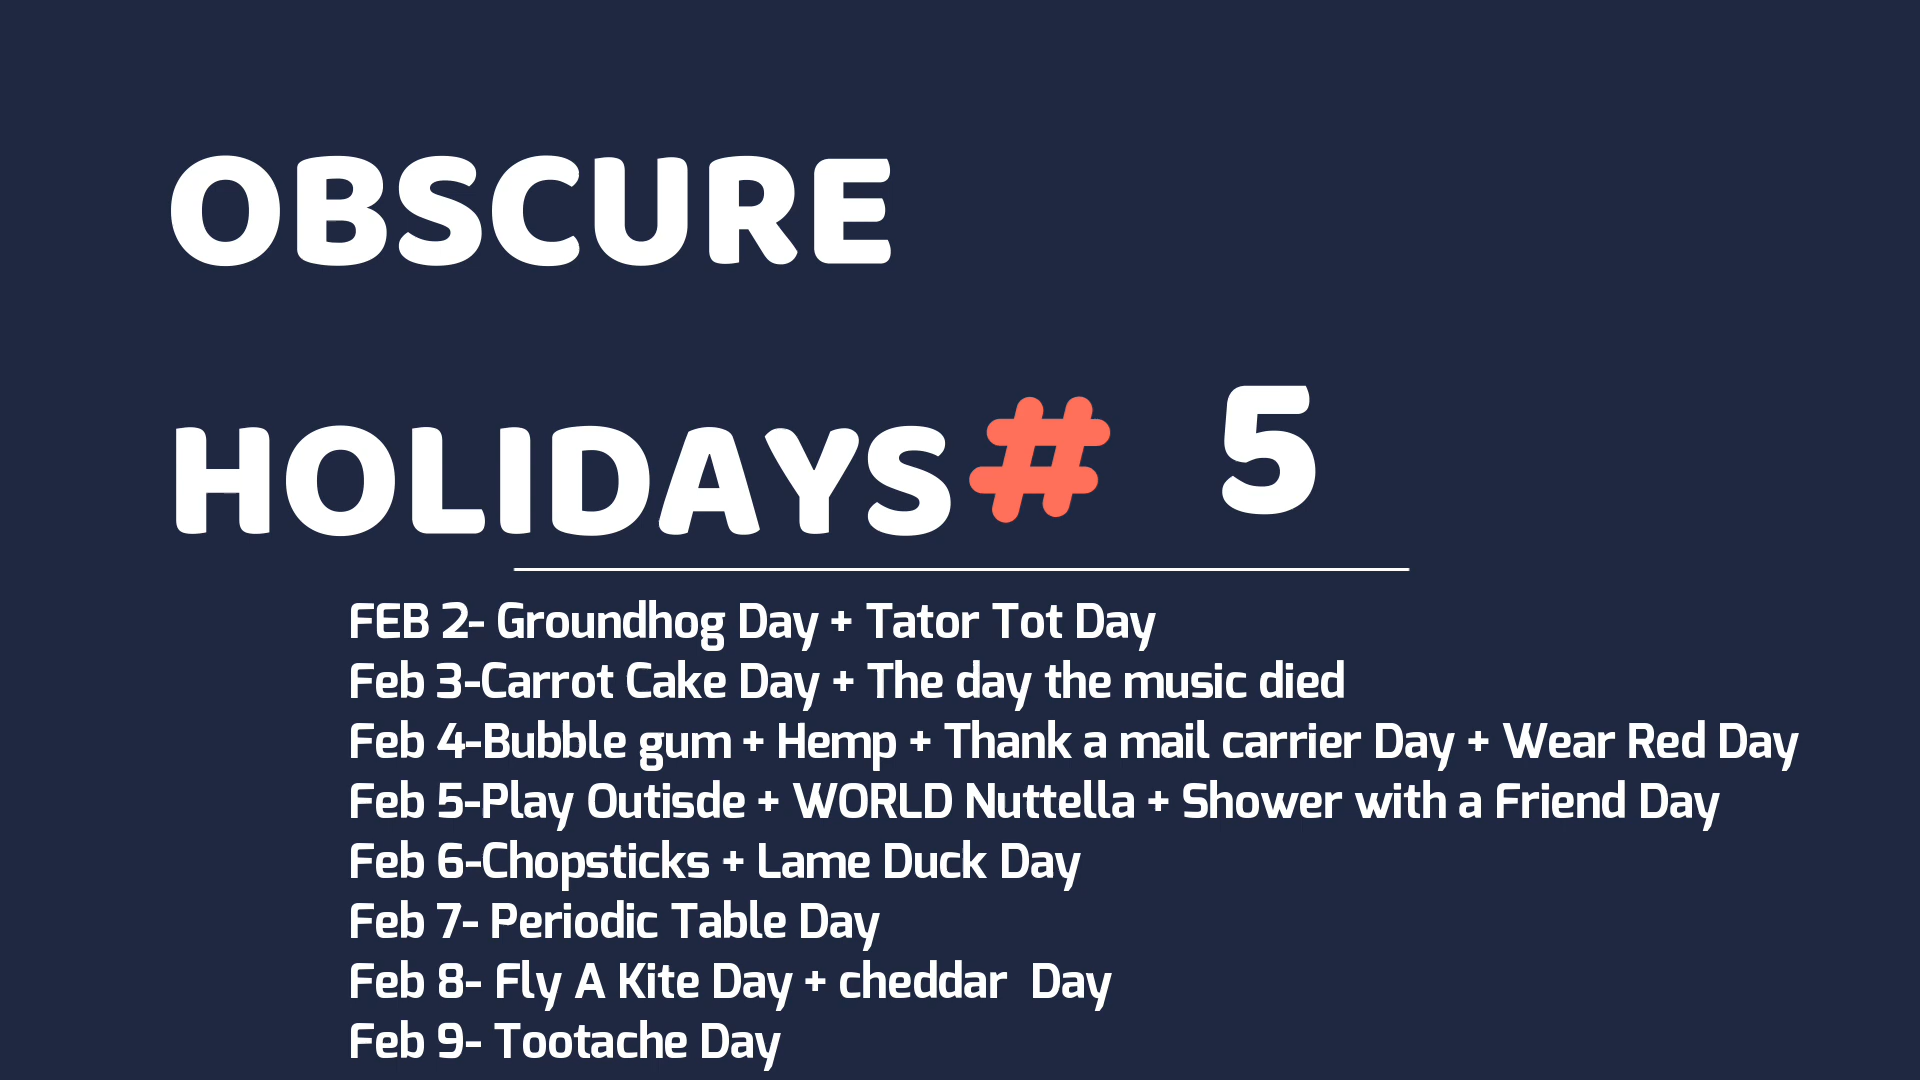 OBSCURE
HOLIDAYS # 5
FEB 2- Groundhog Day + Tator Tot Day
Feb 3-Carrot Cake Day + The day the music died
Feb 4-Bubble gum + Hemp + Thank a mail carrier Day + Wear Red Day
Feb 5-Play Outisde + WORLD Nuttella + Shower with a Friend Day
Feb 6-Chopsticks + Lame Duck Day
Feb 7- Periodic Table Day
Feb 8- Fly A Kite Day + cheddar  Day
Feb 9- Tootache Day